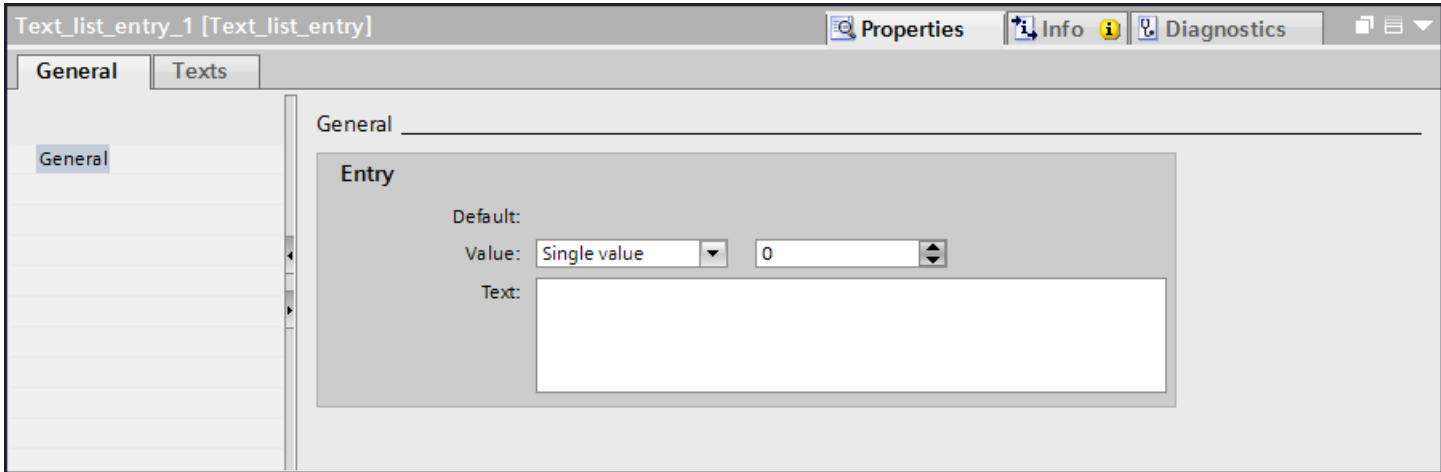 Text_list_entry_1 [Text_list_entry]
Properties
Info
Diagnostics
General
Texts
General
General
Entry
Default:
Value: Single value 0
Text: